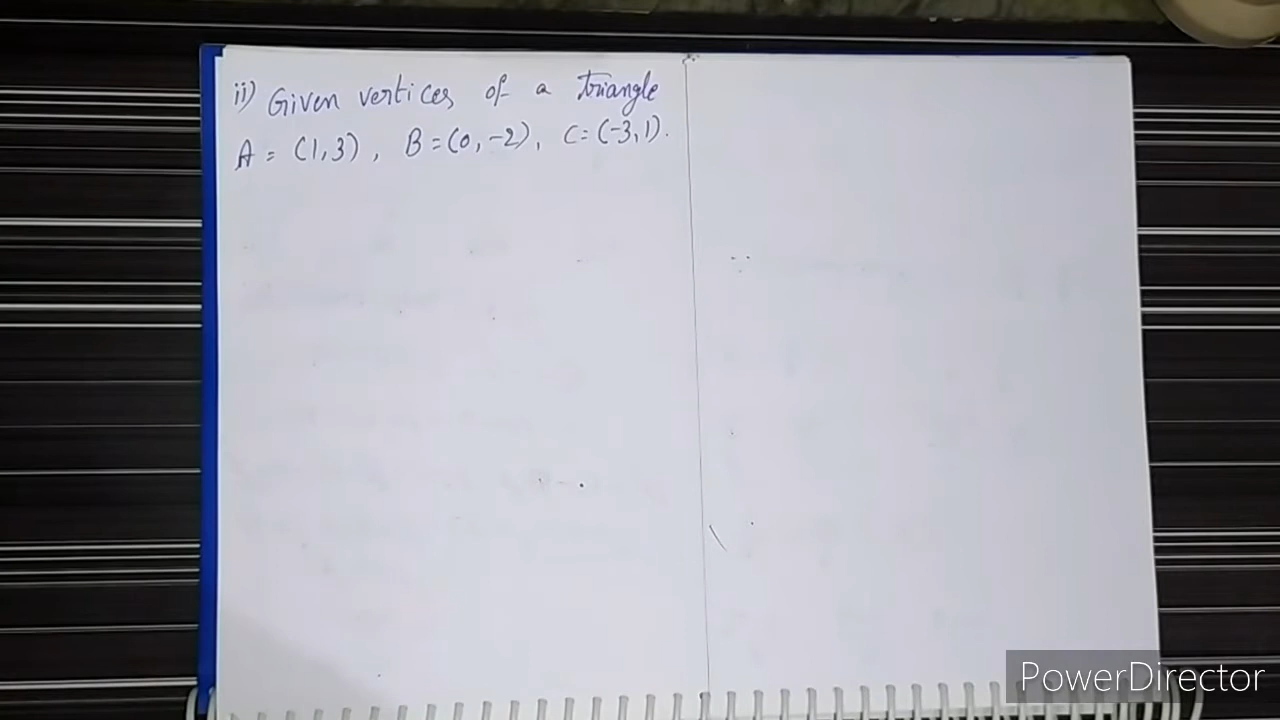 ii) Given vertices of a triangle
A = (1,3), B = (0,-2), C = (-3,1).
PowerDirector